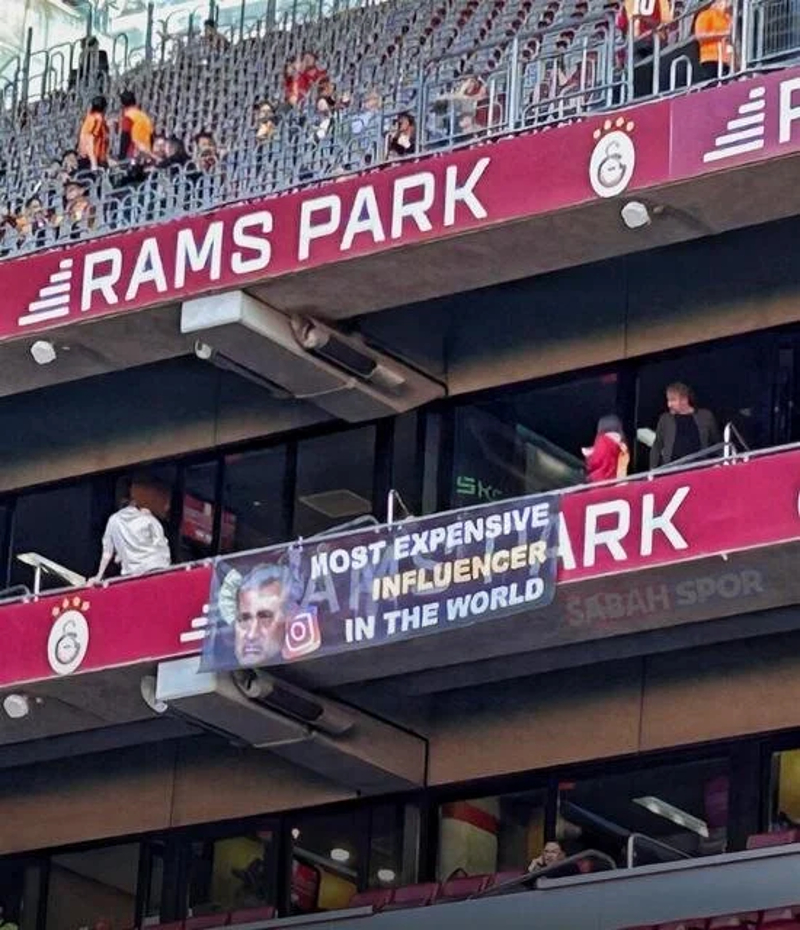 RAMS PARK
MOST EXPENSIVE
INFLUENCER
IN THE WORLD
ARK
SABAH SPOR